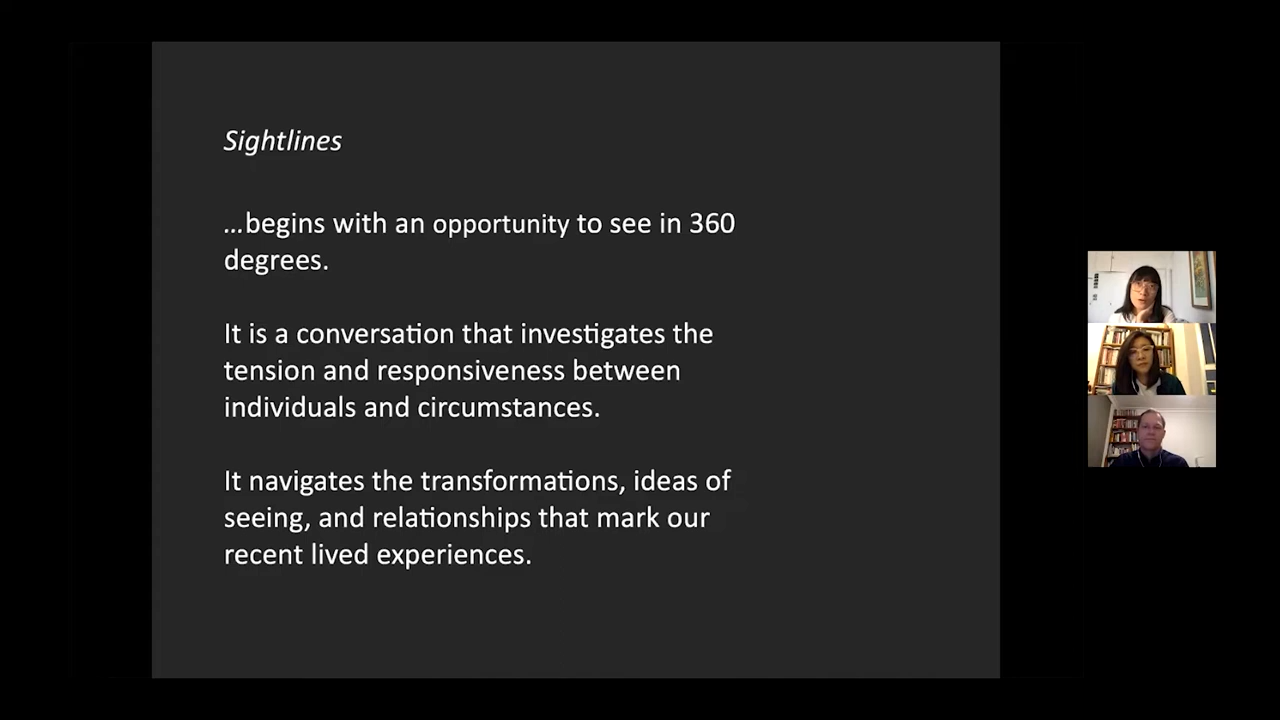 Sightlines
...begins with an opportunity to see in 360
degrees.
It is a conversation that investigates the
tension and responsiveness between
individuals and circumstances.
It navigates the transformations, ideas of
seeing, and relationships that mark our
recent lived experiences.